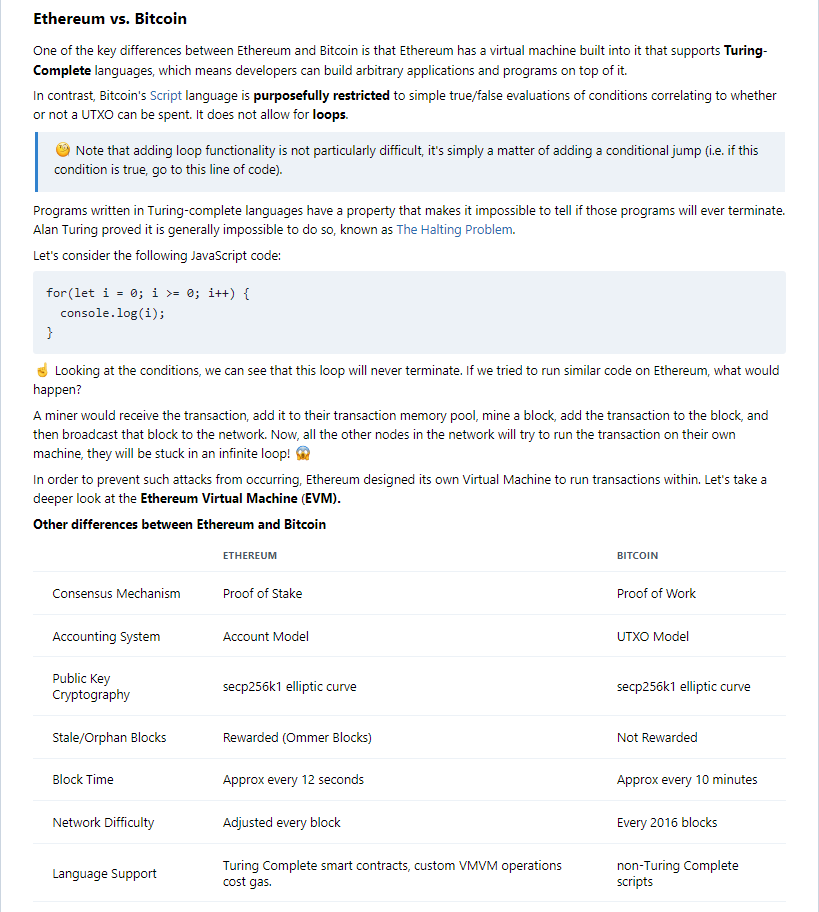 Ethereum vs. Bitcoin
One of the key differences between Ethereum and Bitcoin is that Ethereum has a virtual machine built into it that supports Turing-
Complete languages, which means developers can build arbitrary applications and programs on top of it.
In contrast, Bitcoin's Script language is purposefully restricted to simple true/false evaluations of conditions correlating to whether
or not a UTXO can be spent. It does not allow for loops.
🧐 Note that adding loop functionality is not particularly difficult, it's simply a matter of adding a conditional jump (i.e. if this
condition is true, go to this line of code).
Programs written in Turing-complete languages have a property that makes it impossible to tell if those programs will ever terminate.
Alan Turing proved it is generally impossible to do so, known as The Halting Problem.
Let's consider the following JavaScript code:
for(let i = 0; i >= 0; i++) {
  console.log(i);
}
☝️ Looking at the conditions, we can see that this loop will never terminate. If we tried to run similar code on Ethereum, what would
happen?
A miner would receive the transaction, add it to their transaction memory pool, mine a block, add the transaction to the block, and
then broadcast that block to the network. Now, all the other nodes in the network will try to run the transaction on their own
machine, they will be stuck in an infinite loop! 😱
In order to prevent such attacks from occurring, Ethereum designed its own Virtual Machine to run transactions within. Let's take a
deeper look at the Ethereum Virtual Machine (EVM).
Other differences between Ethereum and Bitcoin
ETHEREUM BITCOIN
Consensus Mechanism Proof of Stake Proof of Work
Accounting System Account Model UTXO Model
Public Key
Cryptography secp256k1 elliptic curve secp256k1 elliptic curve
Stale/Orphan Blocks Rewarded (Ommer Blocks) Not Rewarded
Block Time Approx every 12 seconds Approx every 10 minutes
Network Difficulty Adjusted every block Every 2016 blocks
Language Support Turing Complete smart contracts, custom VMVM operations
cost gas. non-Turing Complete
scripts